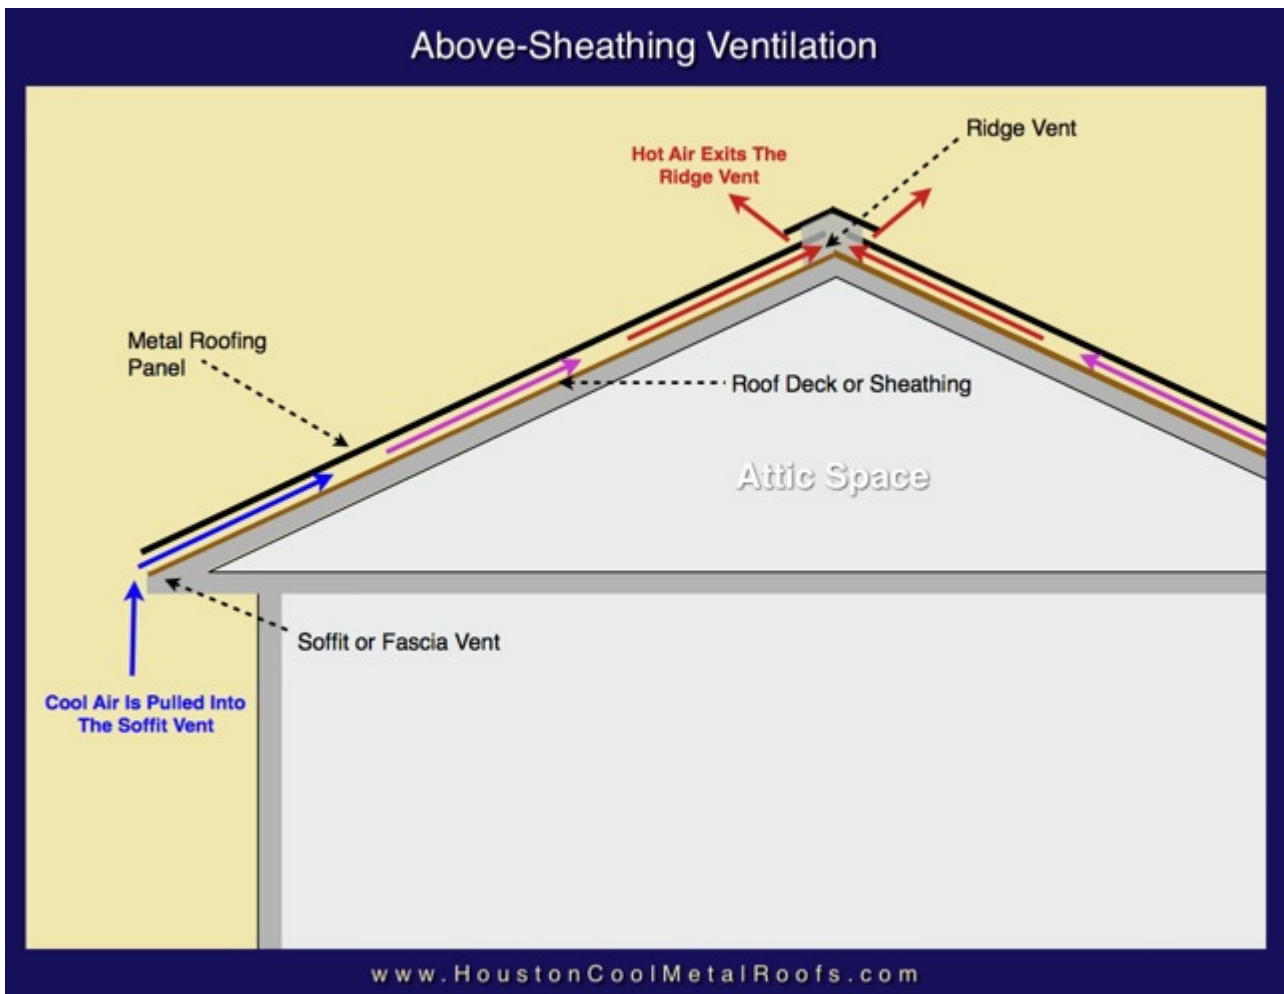 Above-Sheathing Ventilation
Ridge Vent
Hot Air Exits The
Ridge Vent
Metal Roofing
Panel
Roof Deck or Sheathing
Attic Space
Soffit or Fascia Vent
Cool Air Is Pulled Into
The Soffit Vent
www.HoustonCoolMetalRoofs.com